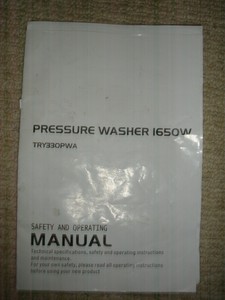 PRESSURE WASHER 1650W
TRY330PWA
SAFETY AND OPERATING
MANUAL
Technical specifications, safety and operating instructions
and maintenance.
For your own safety, please read all operating instructions
before using your new product